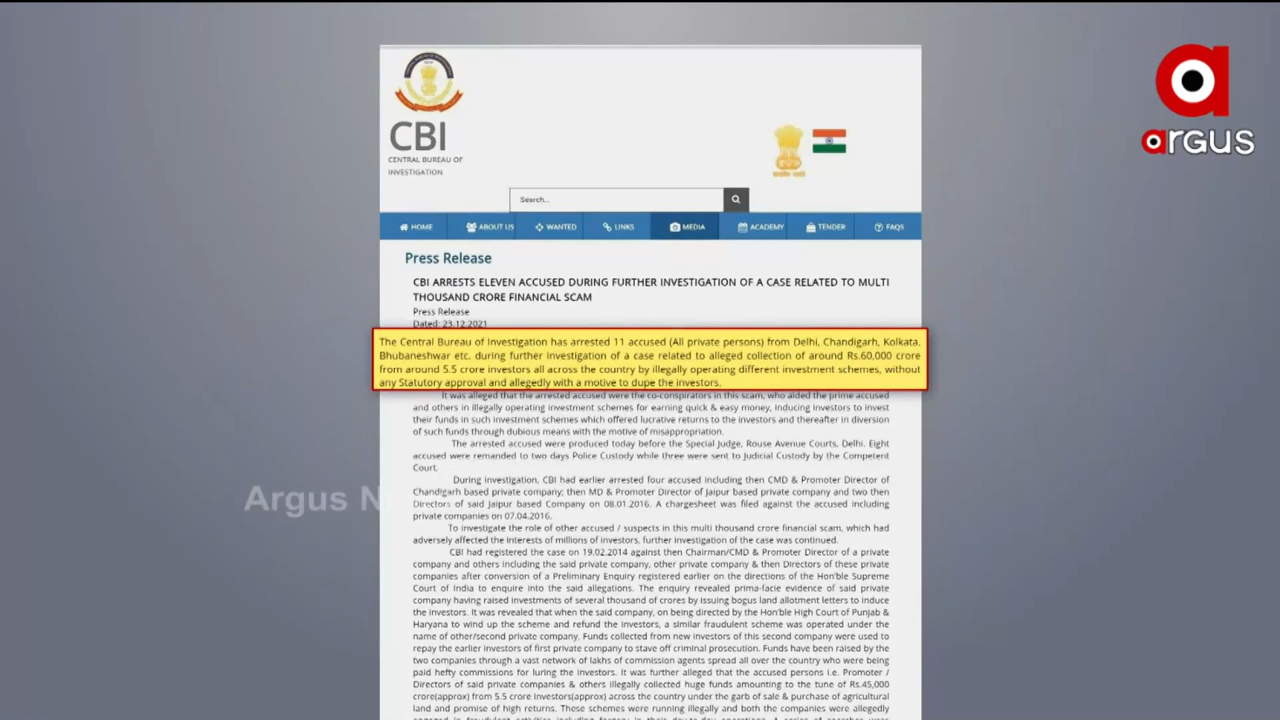 argus
CBI
CENTRAL BUREAU OF
INVESTIGATION
Search...
HOME ABOUT US WANTED LINKS MEDIA ACADEMY TENDER FAQS
Press Release
CBI ARRESTS ELEVEN ACCUSED DURING FURTHER INVESTIGATION OF A CASE RELATED TO MULTI
THOUSAND CRORE FINANCIAL SCAM
Press Release
Dated: 23.12.2021
The Central Bureau of Investigation has arrested 11 accused (All private persons) from Delhi, Chandigarh, Kolkata,
Bhubaneshwar etc. during further investigation of a case related to alleged collection of around Rs.60,000 crore
from around 5.5 crore investors all across the country by illegally operating different investment schemes, without
any Statutory approval and allegedly with a motive to dupe the investors.
It was alleged that the arrested accused were the co-conspirators in this scam, who aided the prime accused
and others in illegally operating investment schemes for earning quick & easy money, inducing investors to invest
their funds in such investment schemes which offered lucrative returns to the investors and thereafter in diversion
of such funds through dubious means with the motive of misappropriation.
The arrested accused were produced today before the Special Judge, Rouse Avenue Courts, Delhi. Eight
accused were remanded to two days Police Custody while three were sent to Judicial Custody by the Competent
Court.
During investigation, CBI had earlier arrested four accused including then CMD & Promoter Director of
Chandigarh based private company; then MD & Promoter Director of Jaipur based private company and two then
Directors of said Jaipur based Company on 08.01.2016. A chargesheet was filed against the accused including
private companies on 07.04.2016.
Argus N
To investigate the role of other accused / suspects in this multi thousand crore financial scam, which had
adversely affected the interests of millions of investors, further investigation of the case was continued.
CBI had registered the case on 19.02.2014 against then Chairman/CMD & Promoter Director of a private
company and others including the said private company, other private company & then Directors of these private
companies after conversion of a Preliminary Enquiry registered earlier on the directions of the Hon'ble Supreme
Court of India to enquire into the said allegations. The enquiry revealed prima-facie evidence of said private
company having raised investments of several thousand of crores by issuing bogus land allotment letters to induce
the investors. It was revealed that when the said company, on being directed by the Hon'ble High Court of Punjab &
Haryana to wind up the scheme and refund the investors, a similar fraudulent scheme was operated under the
name of other/second private company. Funds collected from new investors of this second company were used to
repay the earlier investors of first private company to stave off criminal prosecution. Funds have been raised by the
two companies through a vast network of lakhs of commission agents spread all over the country who were being
paid hefty commissions for luring the investors. It was further alleged that the accused persons i.e. Promoter /
Directors of said private companies & others illegally collected huge funds amounting to the tune of Rs.45,000
crore(approx) from 5.5 crore investors(approx) across the country under the garb of sale & purchase of agricultural
land and promise of high returns. These schemes were running illegally and both the companies were allegedly